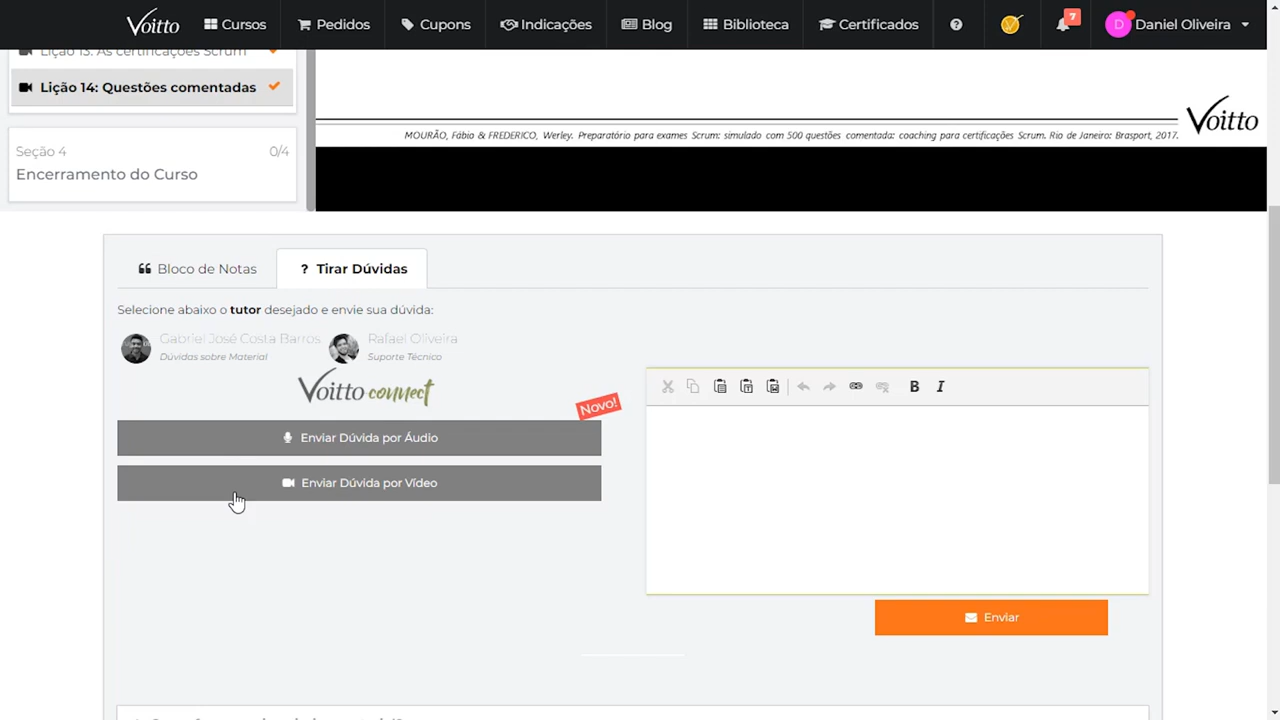 Voitto
Cursos
Pedidos
Cupons
Indicações
Blog
Biblioteca
Certificados
7
D
Daniel Oliveira
Lição 13: As certificações Scrum
Lição 14: Questões comentadas
Seção 4
0/4
Encerramento do Curso
Voitto
MOURÃO, Fábio & FREDERICO, Werley. Preparatório para exames Scrum: simulado com 500 questões comentada: coaching para certificações Scrum. Rio de Janeiro: Brasport, 2017.
Bloco de Notas
? Tirar Dúvidas
Selecione abaixo o tutor desejado e envie sua dúvida:
Gabriel José Costa Barros
Dúvidas sobre Material
Rafael Oliveira
Suporte Técnico
Voitto connect
Novo!
Enviar Dúvida por Áudio
Enviar Dúvida por Vídeo
B I
Enviar